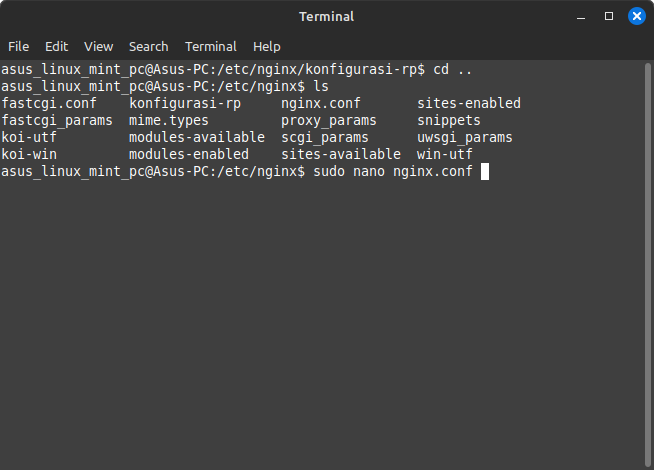 Terminal
File Edit View Search Terminal Help
asus_linux_mint_pc@Asus-PC:/etc/nginx/konfigurasi-rp$ cd ..
asus_linux_mint_pc@Asus-PC:/etc/nginx$ ls
fastcgi.conf    konfigurasi-rp     nginx.conf       sites-enabled
fastcgi_params  mime.types         proxy_params     snippets
koi-utf         modules-available  scgi_params      uwsgi_params
koi-win         modules-enabled    sites-available  win-utf
asus_linux_mint_pc@Asus-PC:/etc/nginx$ sudo nano nginx.conf